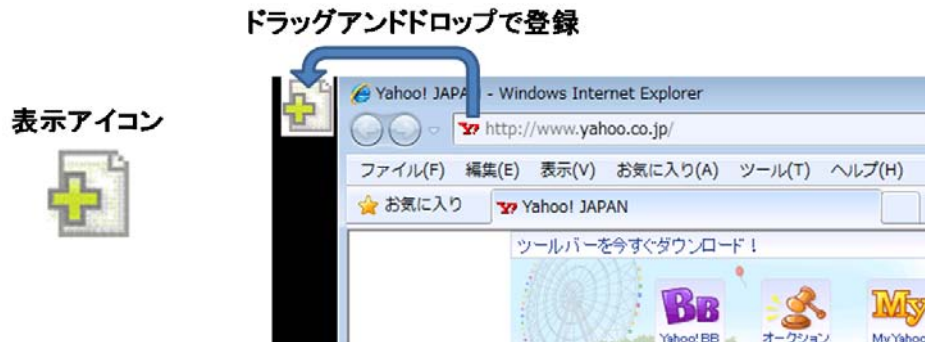 ドラッグアンドドロップで登録
表示アイコン
Yahoo! JAPAN - Windows Internet Explorer
http://www.yahoo.co.jp/
ファイル(F) 編集(E) 表示(V) お気に入り(A) ツール(T) ヘルプ(H)
お気に入り Yahoo! JAPAN
ツールバーを今すぐダウンロード！
BB My
Yahoo! BB オークション My Yahoo